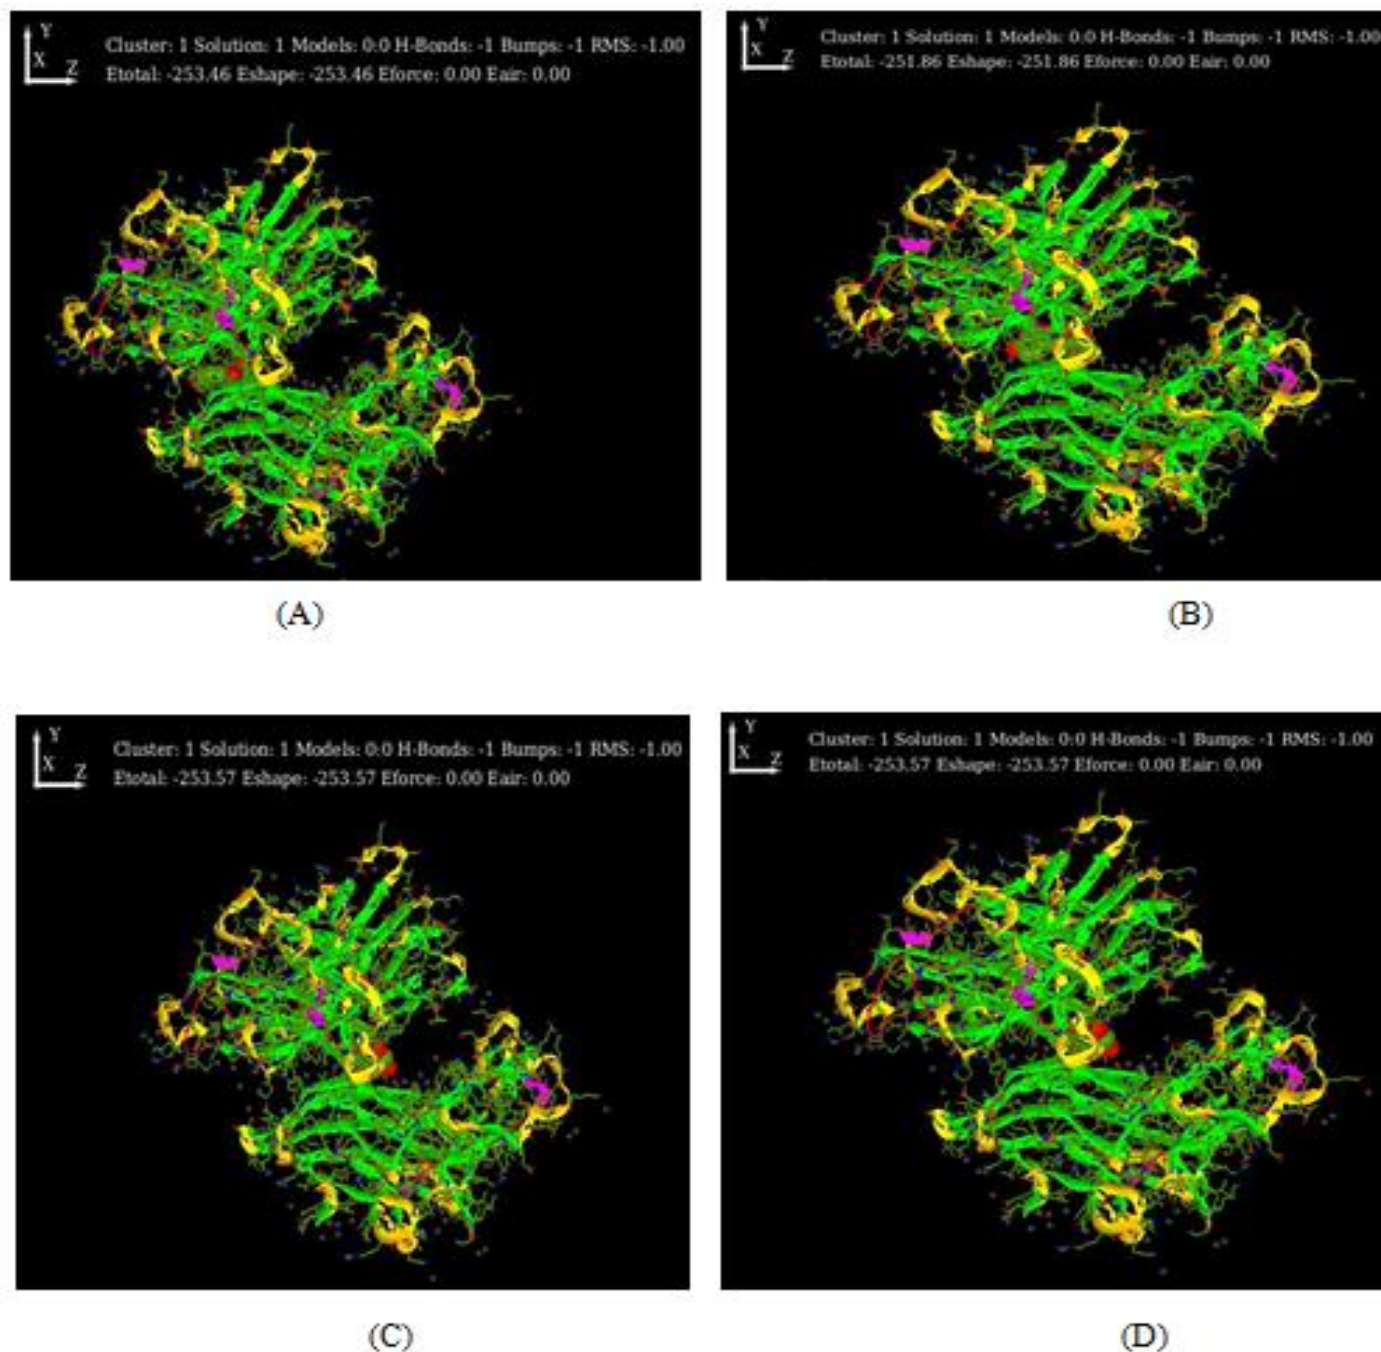 Y
Cluster: 1 Solution: 1 Models: 0:0 H-Bonds: -1 Bumps: -1 RMS: -1.00
X
Z
Etotal: -253.46 Eshape: -253.46 Eforce: 0.00 Eair: 0.00
(A)
Y
Cluster: 1 Solution: 1 Models: 0:0 H-Bonds: -1 Bumps: -1 RMS: -1.00
X
Z
Etotal: -251.86 Eshape: -251.86 Eforce: 0.00 Eair: 0.00
(B)
Y
Cluster: 1 Solution: 1 Models: 0:0 H-Bonds: -1 Bumps: -1 RMS: -1.00
X
Z
Etotal: -253.57 Eshape: -253.57 Eforce: 0.00 Eair: 0.00
(C)
Y
Cluster: 1 Solution: 1 Models: 0:0 H-Bonds: -1 Bumps: -1 RMS: -1.00
X
Z
Etotal: -253.57 Eshape: -253.57 Eforce: 0.00 Eair: 0.00
(D)